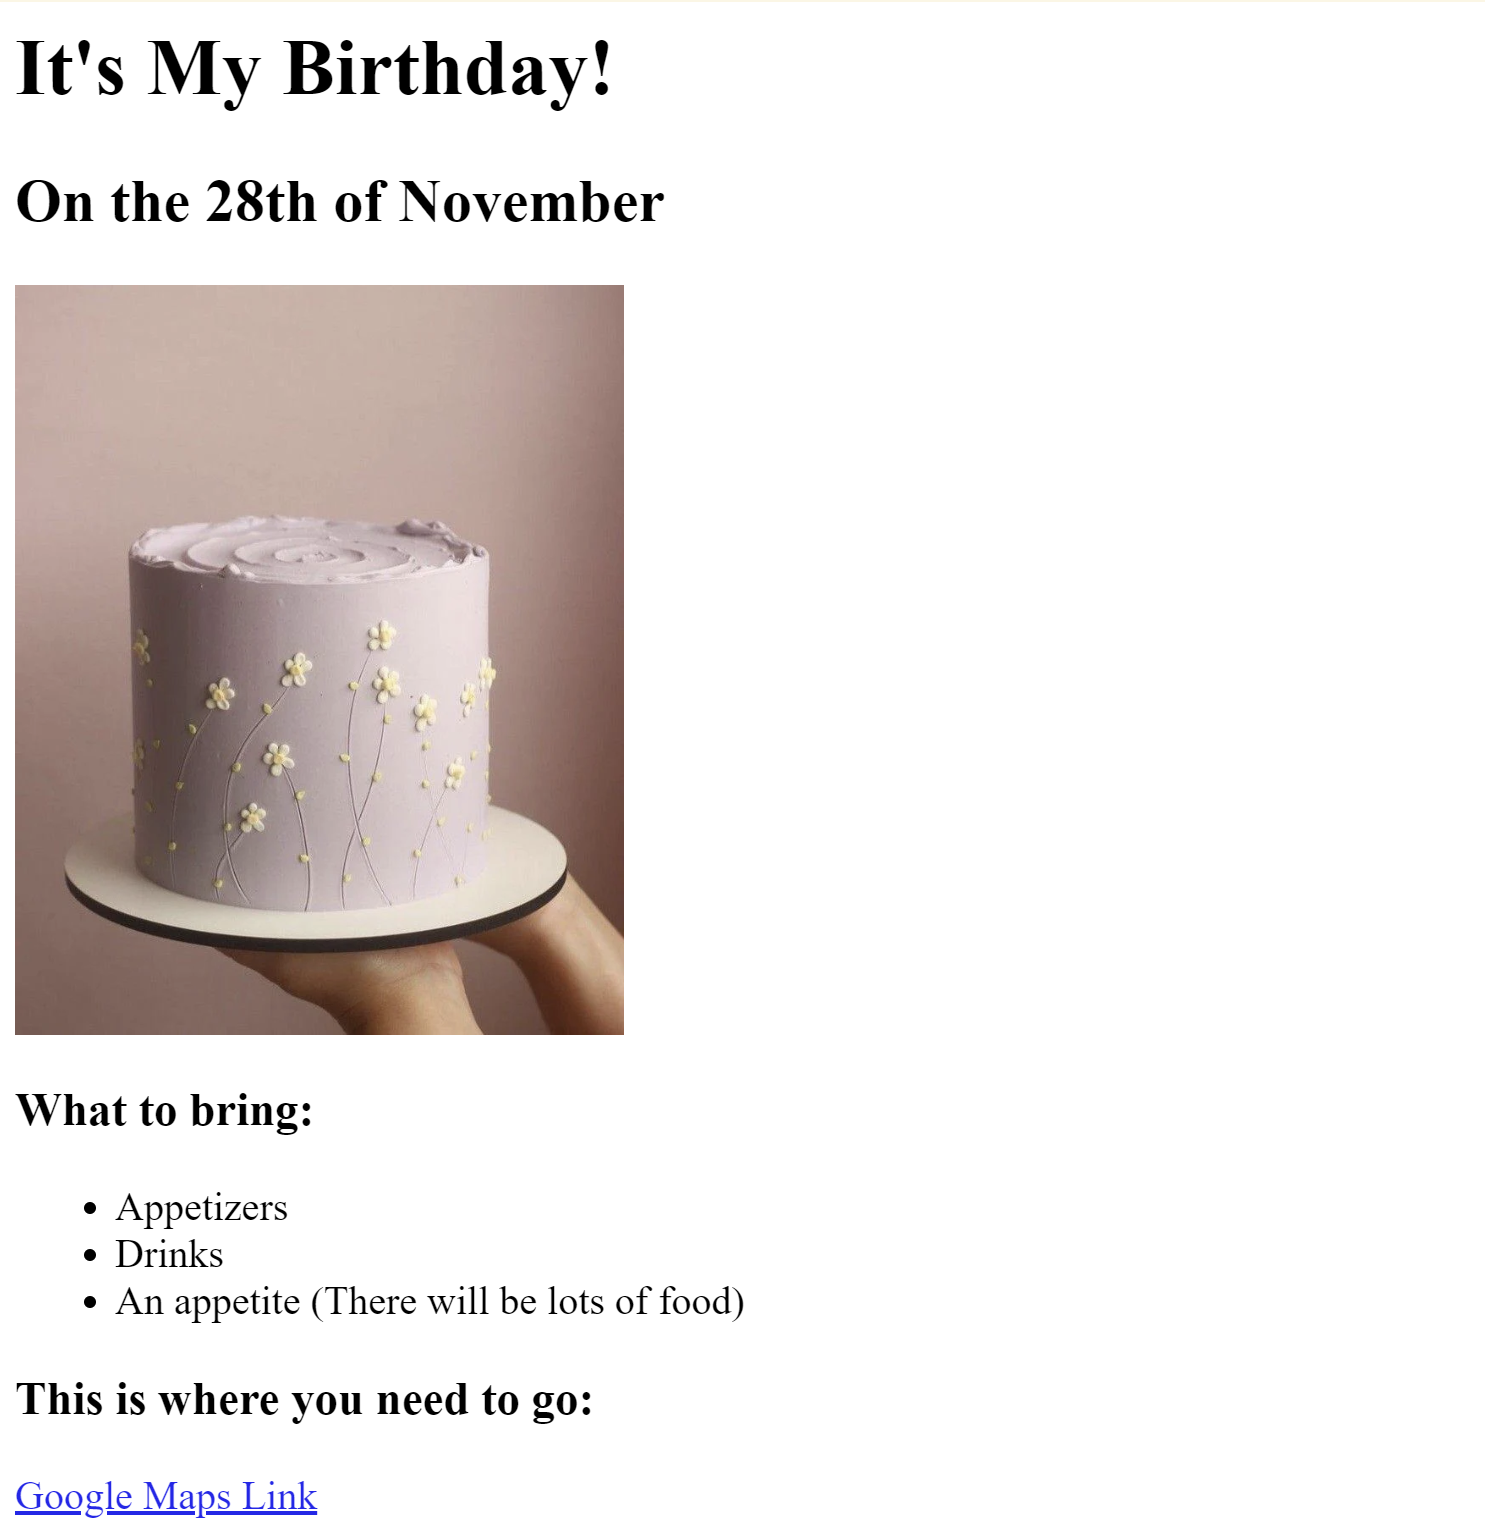 It's My Birthday!
On the 28th of November
What to bring:
Appetizers
Drinks
An appetite (There will be lots of food)
This is where you need to go:
Google Maps Link